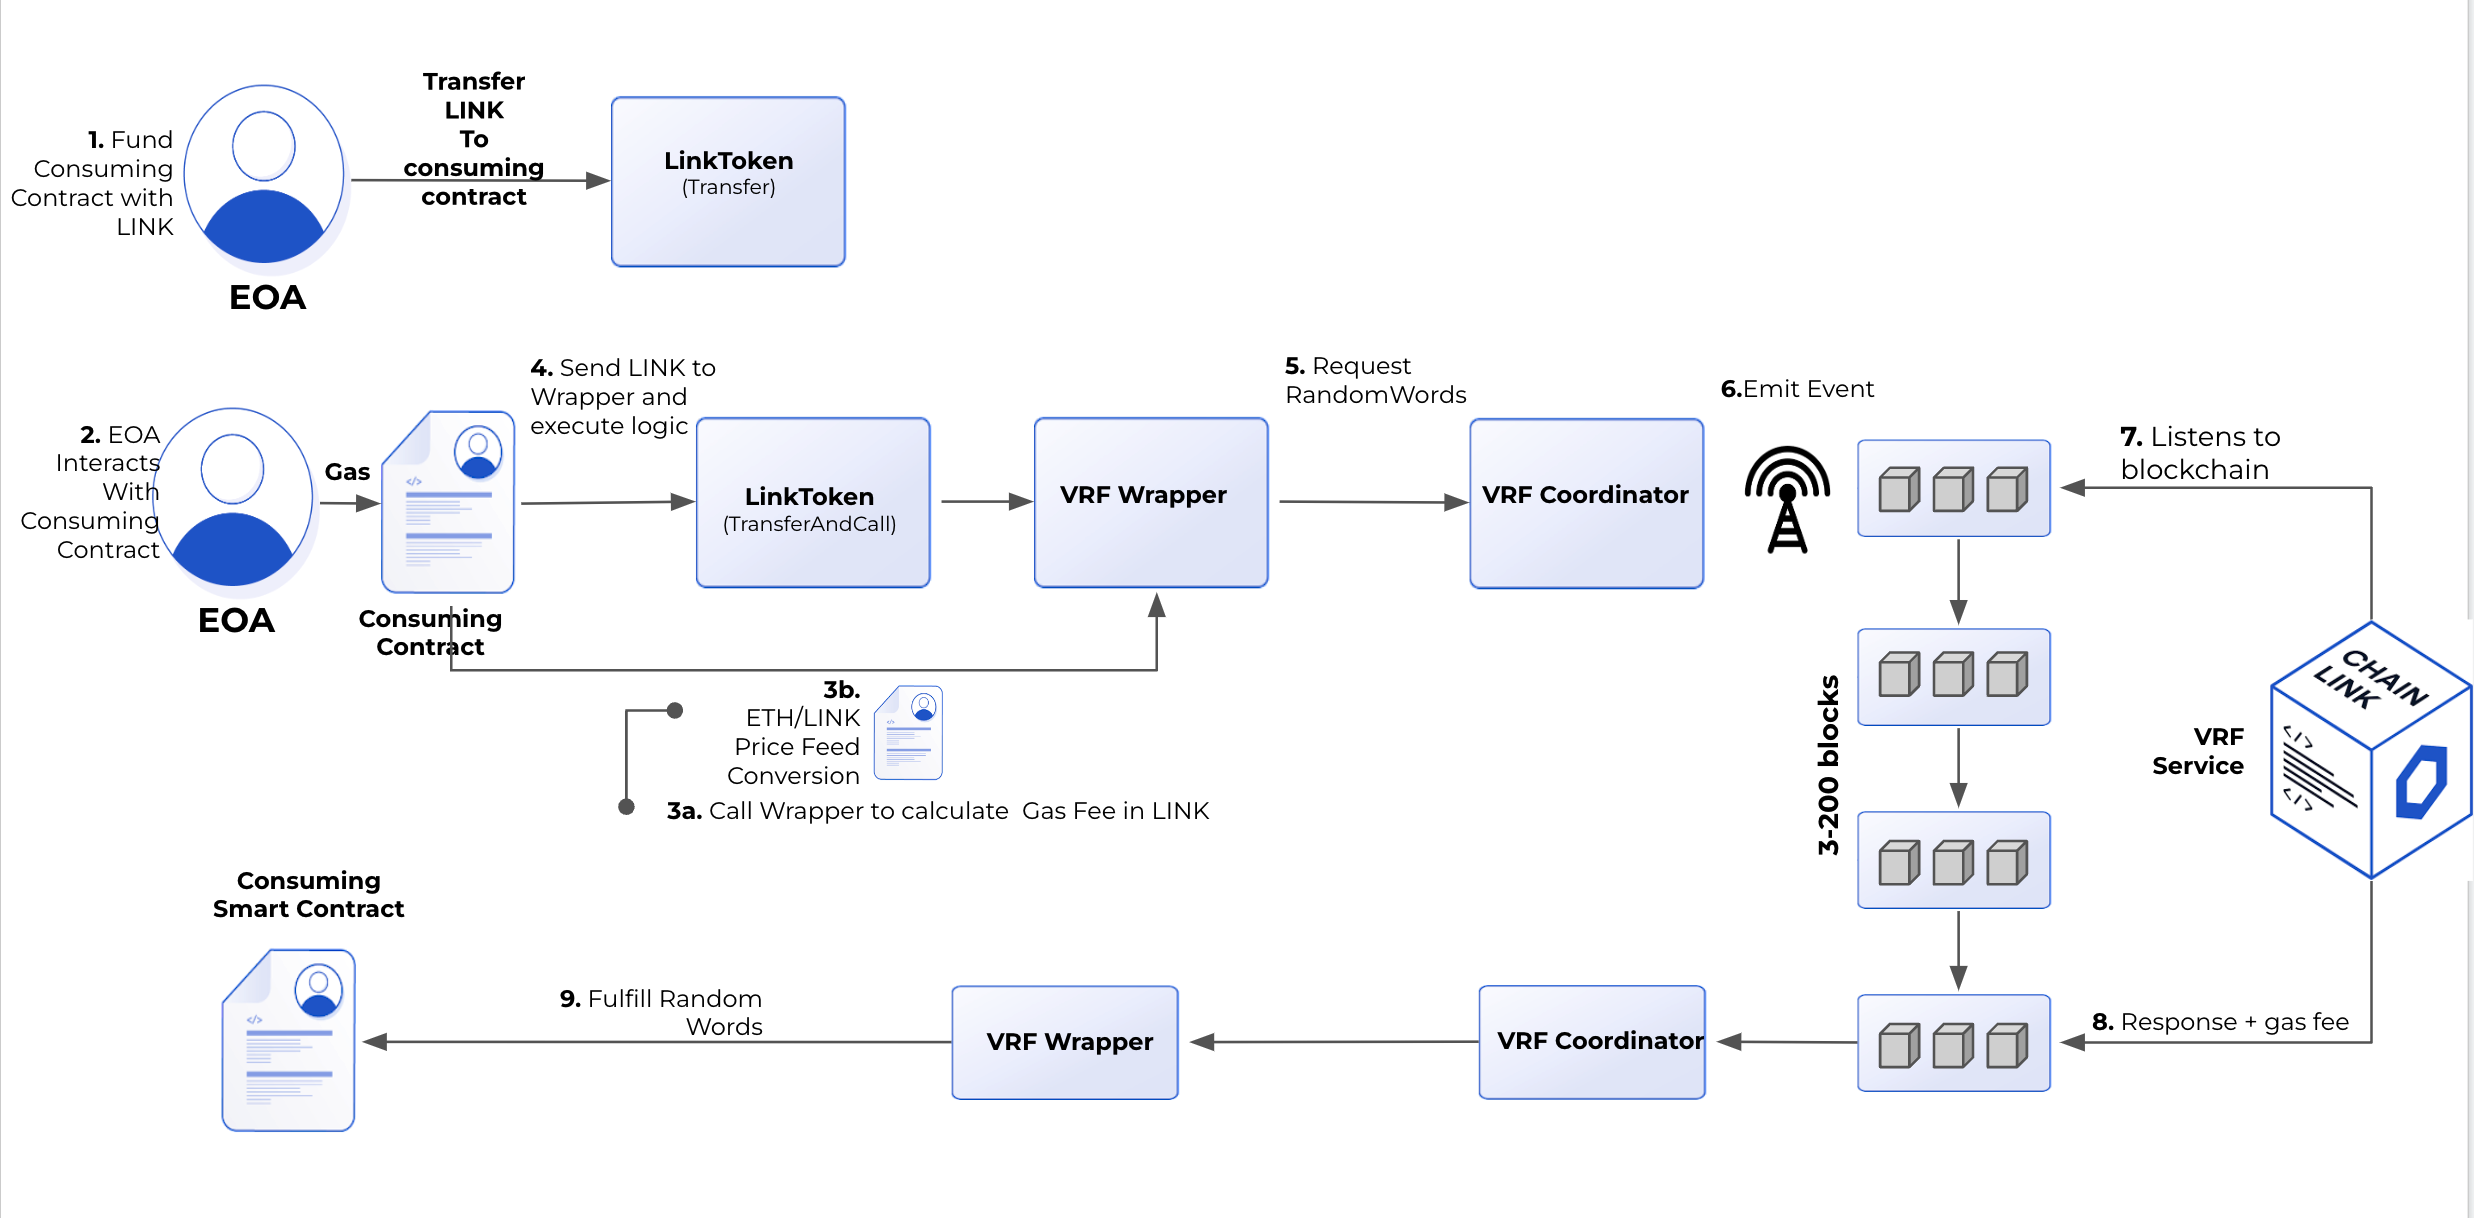 Transfer
LINK
To
consuming
contract
1. Fund
Consuming
Contract with
LINK
LinkToken
(Transfer)
EOA
4. Send LINK to
Wrapper and
execute logic
5. Request
RandomWords
6.Emit Event
2. EOA
Interacts
With
Consuming
Contract
Gas
</>
LinkToken
(TransferAndCall)
VRF Wrapper
VRF Coordinator
7. Listens to
blockchain
EOA
Consuming
Contract
3b.
ETH/LINK
Price Feed
Conversion
</>
3a. Call Wrapper to calculate  Gas Fee in LINK
3-200 blocks
VRF
Service
CHAIN
LINK
</>
</>
Consuming
Smart Contract
</>
9. Fulfill Random
Words
VRF Wrapper
VRF Coordinator
8. Response + gas fee